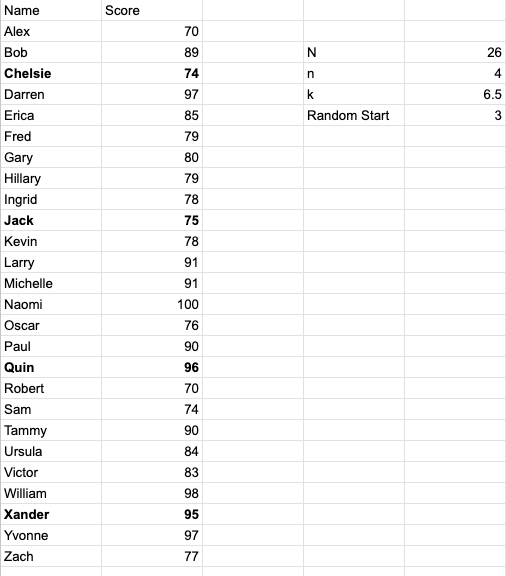 Name Score
Alex 70
Bob 89 N 26
Chelsie 74 n 4
Darren 97 k 6.5
Erica 85 Random Start 3
Fred 79
Gary 80
Hillary 79
Ingrid 78
Jack 75
Kevin 78
Larry 91
Michelle 91
Naomi 100
Oscar 76
Paul 90
Quin 96
Robert 70
Sam 74
Tammy 90
Ursula 84
Victor 83
William 98
Xander 95
Yvonne 97
Zach 77